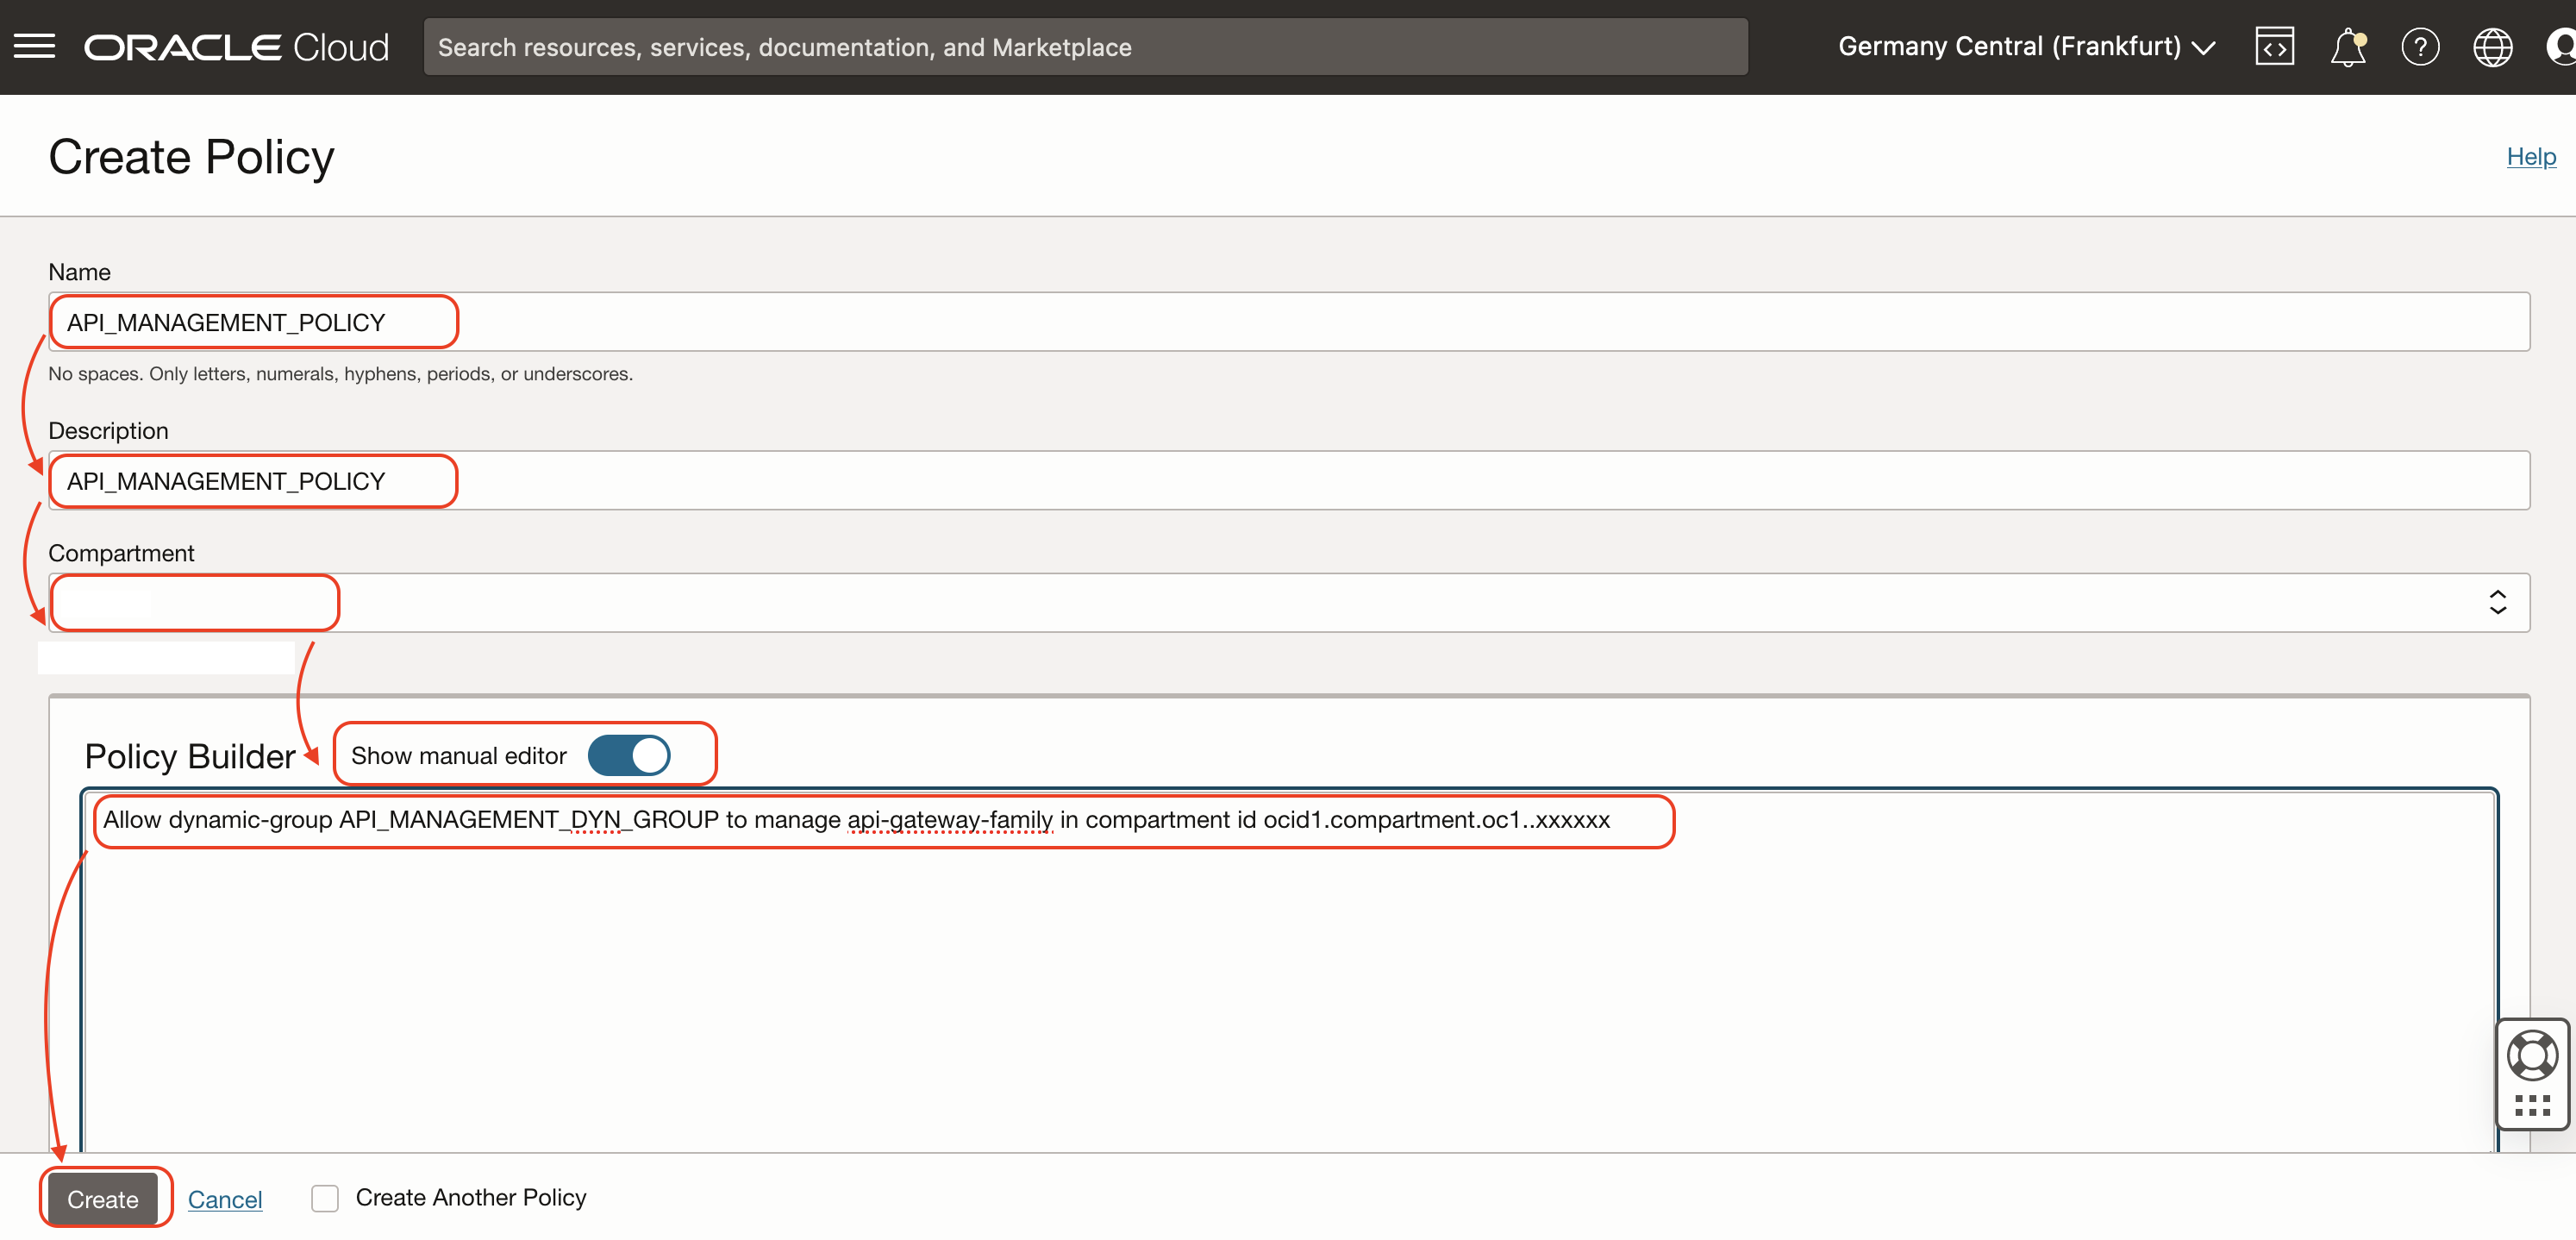 ORACLE Cloud
Search resources, services, documentation, and Marketplace
Germany Central (Frankfurt)
Create Policy
Help
Name
API_MANAGEMENT_POLICY
No spaces. Only letters, numerals, hyphens, periods, or underscores.
Description
API_MANAGEMENT_POLICY
Compartment
Policy Builder
Show manual editor
Allow dynamic-group API_MANAGEMENT_DYN_GROUP to manage api-gateway-family in compartment id ocid1.compartment.oc1..xxxxxx
Create
Cancel
Create Another Policy